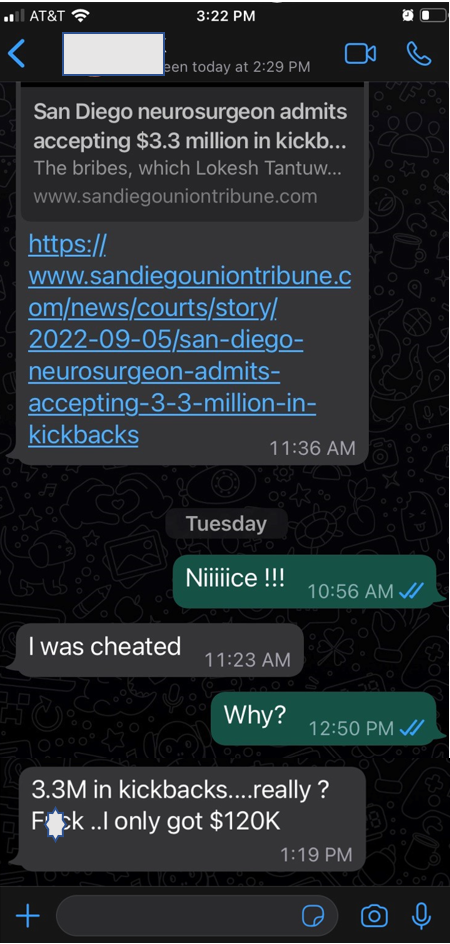 AT&T
3:22 PM
een today at 2:29 PM
San Diego neurosurgeon admits
accepting $3.3 million in kickb...
The bribes, which Lokesh Tantuw...
www.sandiegouniontribune.com
https://
www.sandiegouniontribune.c
om/news/courts/story/
2022-09-05/san-diego-
neurosurgeon-admits-
accepting-3-3-million-in-
kickbacks
11:36 AM
Tuesday
Niiiiice !!! 10:56 AM
I was cheated 11:23 AM
Why? 12:50 PM
3.3M in kickbacks....really ?
F ck ..I only got $120K
1:19 PM